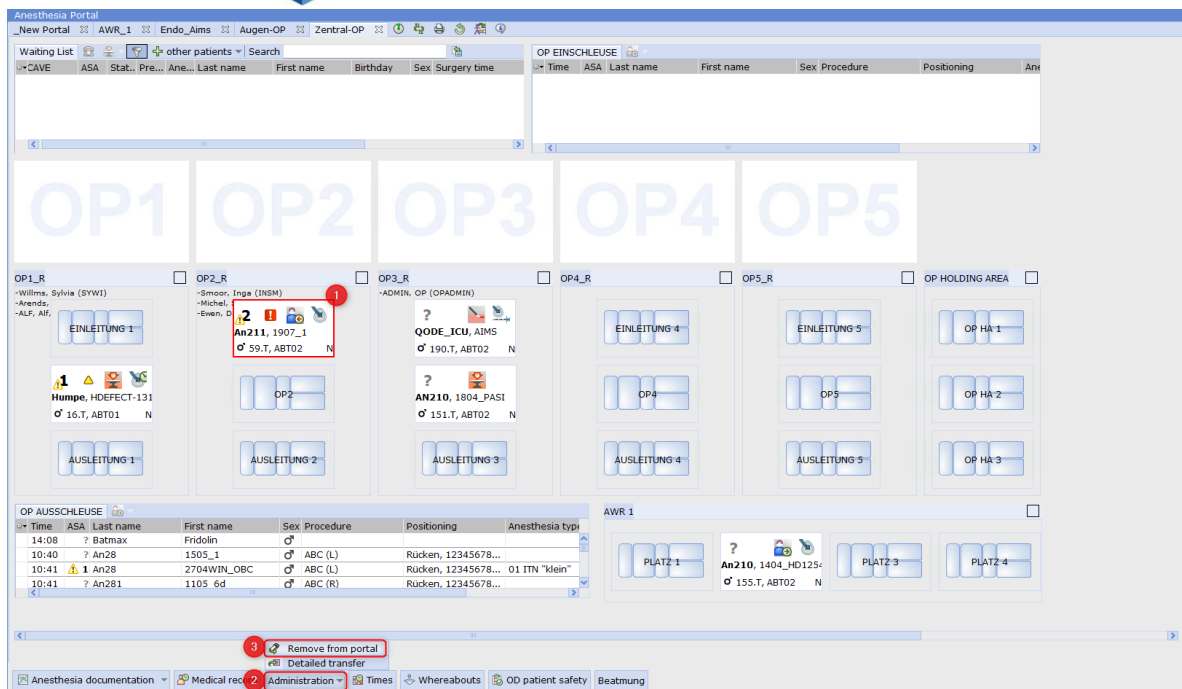 Anesthesia Portal
_New Portal AWR_1 Endo_Aims Augen-OP Zentral-OP
Waiting List other patients Search
CAVE ASA Stat.. Pre... Ane... Last name First name Birthday Sex Surgery time
OP EINSCHLEUSE
Time ASA Last name First name Sex Procedure Positioning Ane
OP1 OP2 OP3 OP4 OP5
OP1_R OP2_R OP3_R OP4_R OP5_R OP HOLDING AREA
-Willms, Sylvia (SYWI)
-Arends,
-ALF, Alf,
EINLEITUNG 1
1
Humpe, HDEFECT-131
16.T, ABT01 N
AUSLEITUNG 1
-Smoor, Inga (INSM)
-Michel,
-Ewen, D
1
2
An211, 1907_1
59.T, ABT02 N
OP2
AUSLEITUNG 2
-ADMIN, OP (OPADMIN)
?
QODE_ICU, AIMS
190.T, ABT02 N
?
AN210, 1804_PASI
151.T, ABT02 N
AUSLEITUNG 3
EINLEITUNG 4
OP4
AUSLEITUNG 4
EINLEITUNG 5
OP5
AUSLEITUNG 5
OP HA 1
OP HA 2
OP HA 3
OP AUSSCHLEUSE
Time ASA Last name First name Sex Procedure Positioning Anesthesia type
14:08 ? Batmax Fridolin
10:40 ? An28 1505_1 ABC (L) Rücken, 12345678...
10:41 1 An28 2704WIN_OBC ABC (L) Rücken, 12345678... 01 ITN "klein"
10:41 ? An281 1105_6d ABC (R) Rücken, 12345678...
AWR 1
PLATZ 1
?
An210, 1404_HD1254
155.T, ABT02 N
PLATZ 3
PLATZ 4
3 Remove from portal
Detailed transfer
Anesthesia documentation Medical reco 2 Administration Times Whereabouts OD patient safety Beatmung